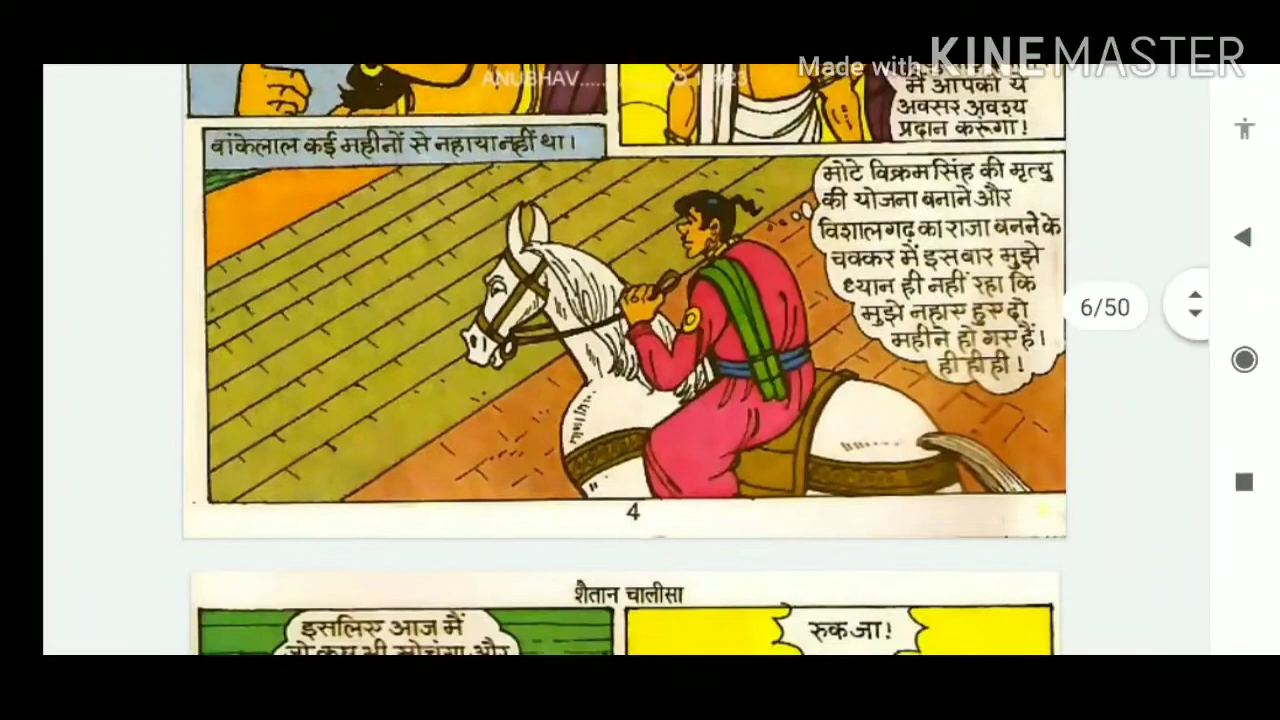 Made with KINEMASTER
ANUBHAV.....
में आपको ये
अवसर अवश्य
प्रदान करूंगा!
बांकेलाल कई महीनों से नहाया नहीं था।
मोटे विक्रमसिंह की मृत्यु
की योजना बनाने और
विशालगढ़ का राजा बनने के
चक्कर में इस बार मुझे
ध्यान ही नहीं रहा कि
मुझे नहाए हुए दो
महीने हो गए हैं।
ही ही ही!
6/50
4
शैतान चालीसा
इसलिए आज मैं
रुक जा!